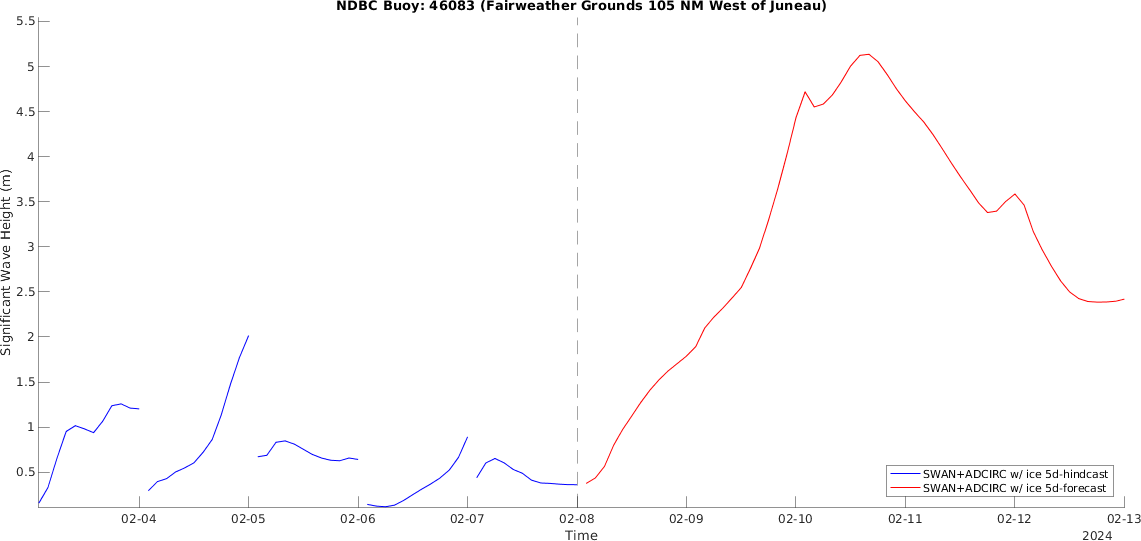 NDBC Buoy: 46083 (Fairweather Grounds 105 NM West of Juneau)
5.5
5
4.5
4
3.5
3
2.5
2
1.5
1
0.5
Significant Wave Height (m)
SWAN+ADCIRC w/ ice 5d-hindcast
SWAN+ADCIRC w/ ice 5d-forecast
02-04 02-05 02-06 02-07 02-08 02-09 02-10 02-11 02-12 02-13
Time
2024